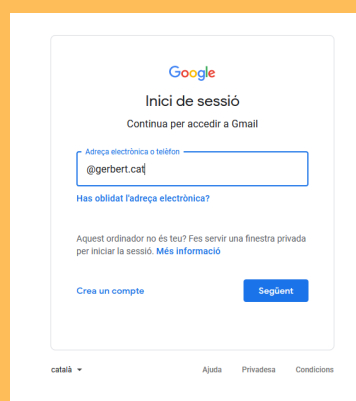 Google
Inici de sessió
Continua per accedir a Gmail
Adreça electrònica o telèfon
@gerbert.cat
Has oblidat l'adreça electrònica?
Aquest ordinador no és teu? Fes servir una finestra privada
per iniciar la sessió. Més informació
Crea un compte Següent
català Ajuda Privadesa Condicions